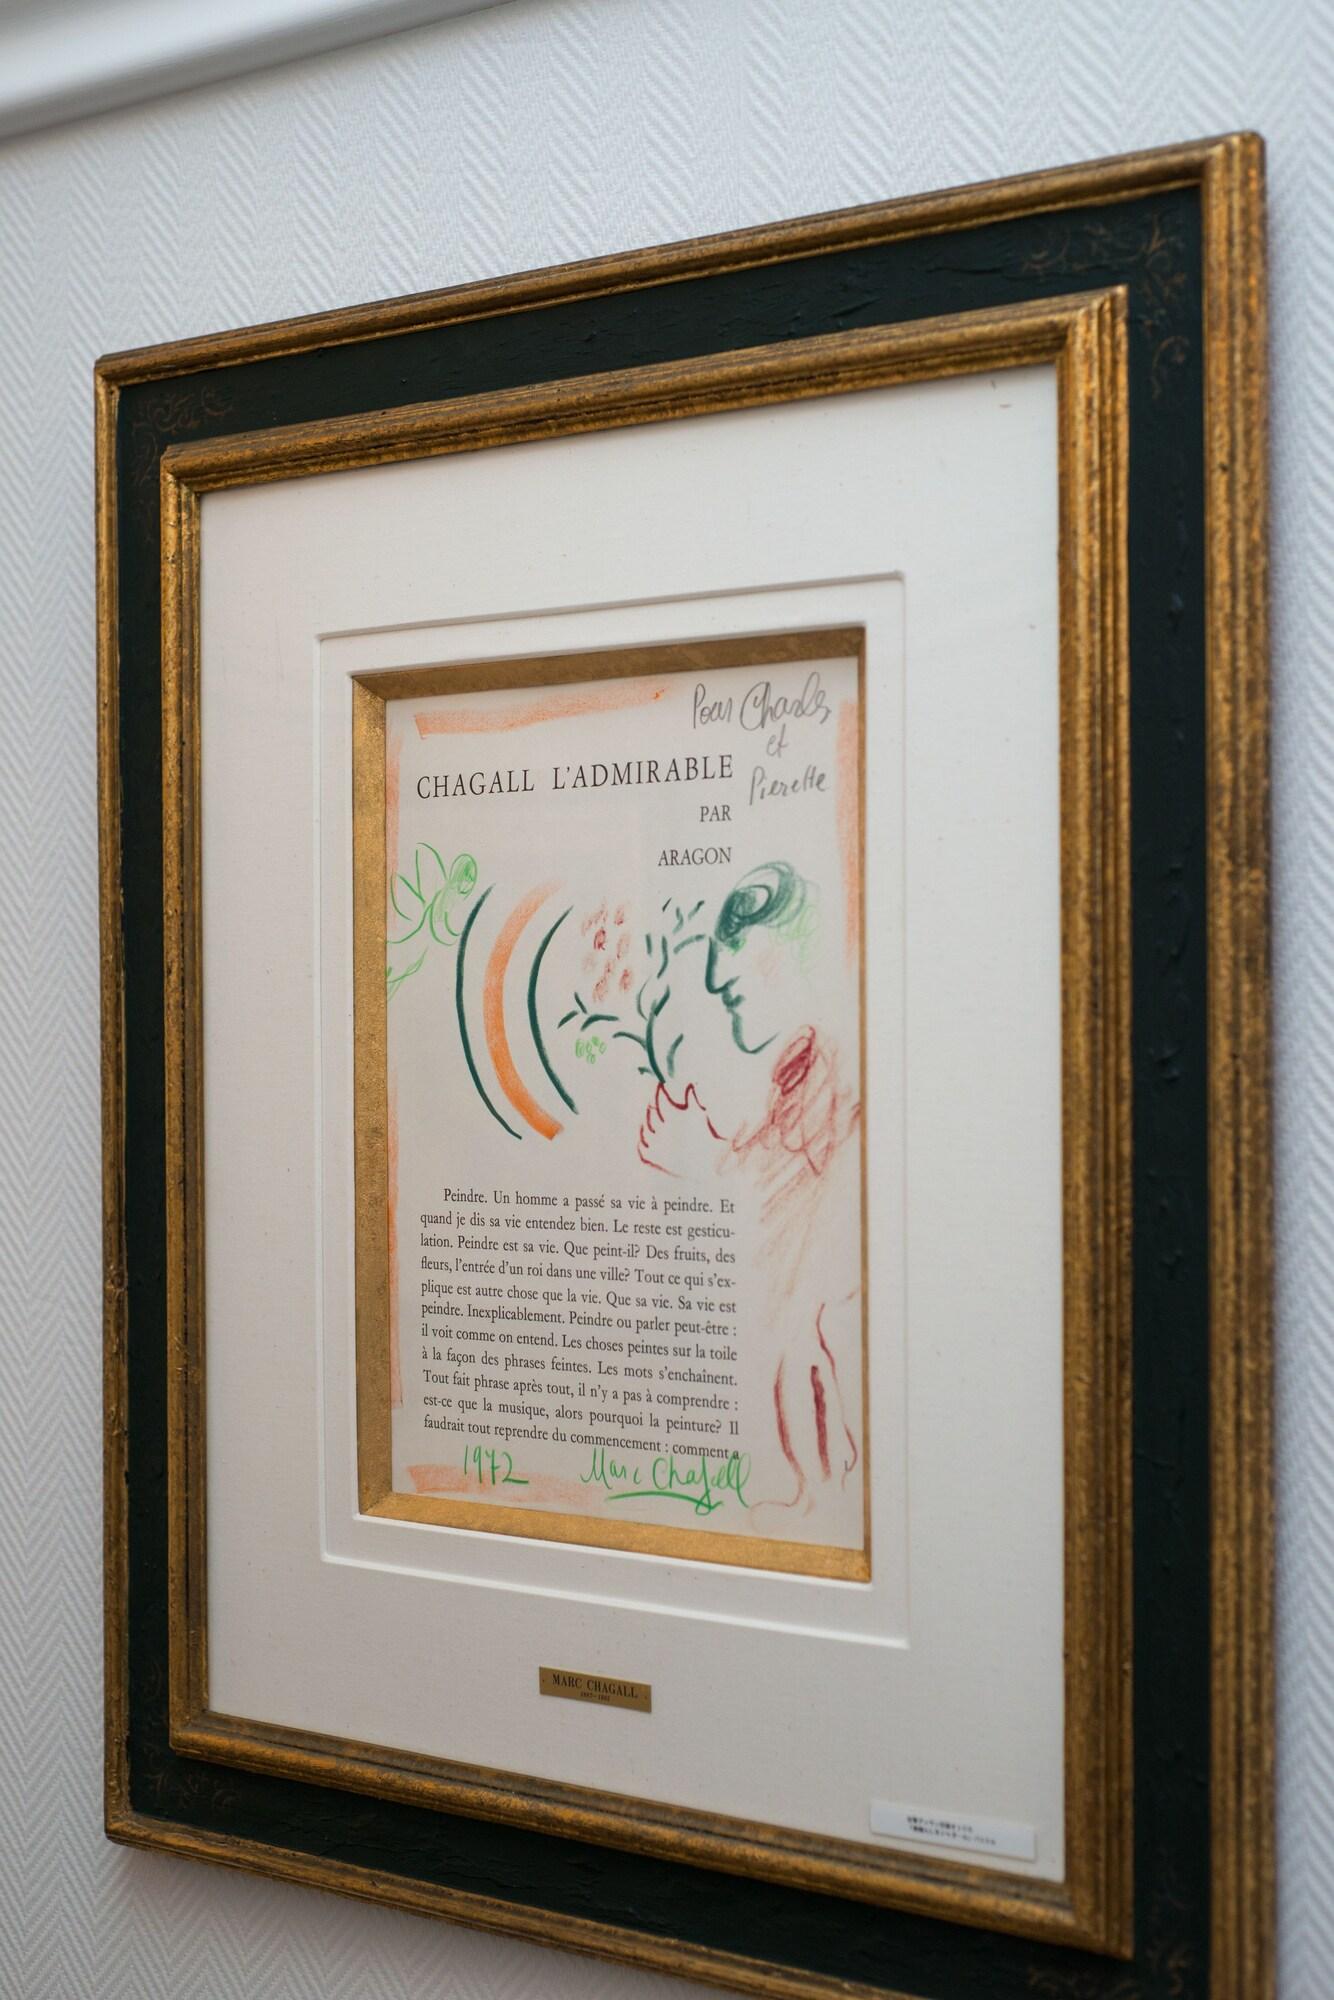 Pour Charles
et
Pierette
CHAGALL L'ADMIRABLE
PAR
ARAGON
Peindre. Un homme a passé sa vie à peindre. Et
quand je dis sa vie entendez bien. Le reste est gesticu-
lation. Peindre est sa vie. Que peint-il? Des fruits, des
fleurs, l'entrée d'un roi dans une ville? Tout ce qui s'ex-
plique est autre chose que la vie. Que sa vie. Sa vie est
peindre. Inexplicablement. Peindre ou parler peut-être :
il voit comme on entend. Les choses peintes sur la toile
à la façon des phrases feintes. Les mots s'enchaînent.
Tout fait phrase après tout, il n'y a pas à comprendre :
est-ce que la musique, alors pourquoi la peinture? Il
faudrait tout reprendre du commencement : comment a
1972 Marc Chagall
MARC CHAGALL